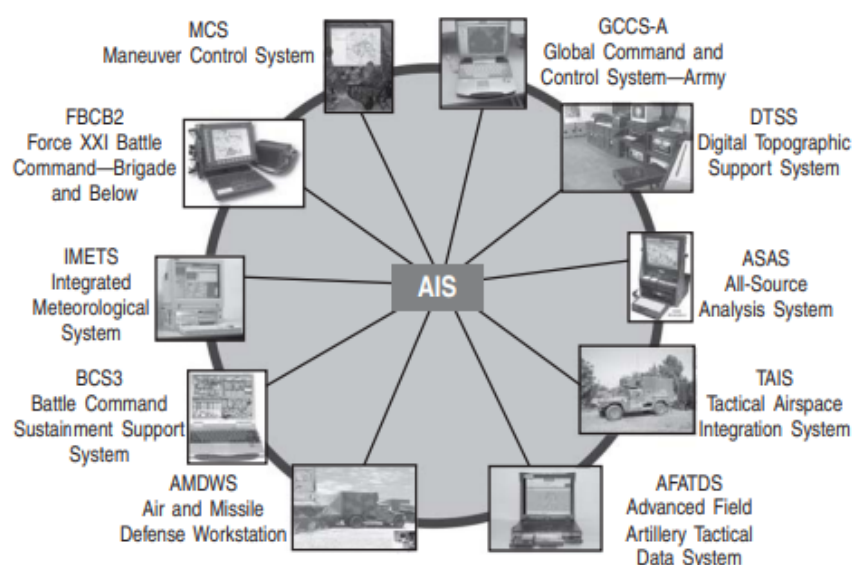 MCS
Maneuver Control System
GCCS-A
Global Command and
Control System—Army
FBCB2
Force XXI Battle
Command—Brigade
and Below
DTSS
Digital Topographic
Support System
IMETS
Integrated
Meteorological
System
AIS
ASAS
All-Source
Analysis System
BCS3
Battle Command
Sustainment Support
System
TAIS
Tactical Airspace
Integration System
AMDWS
Air and Missile
Defense Workstation
AFATDS
Advanced Field
Artillery Tactical
Data System